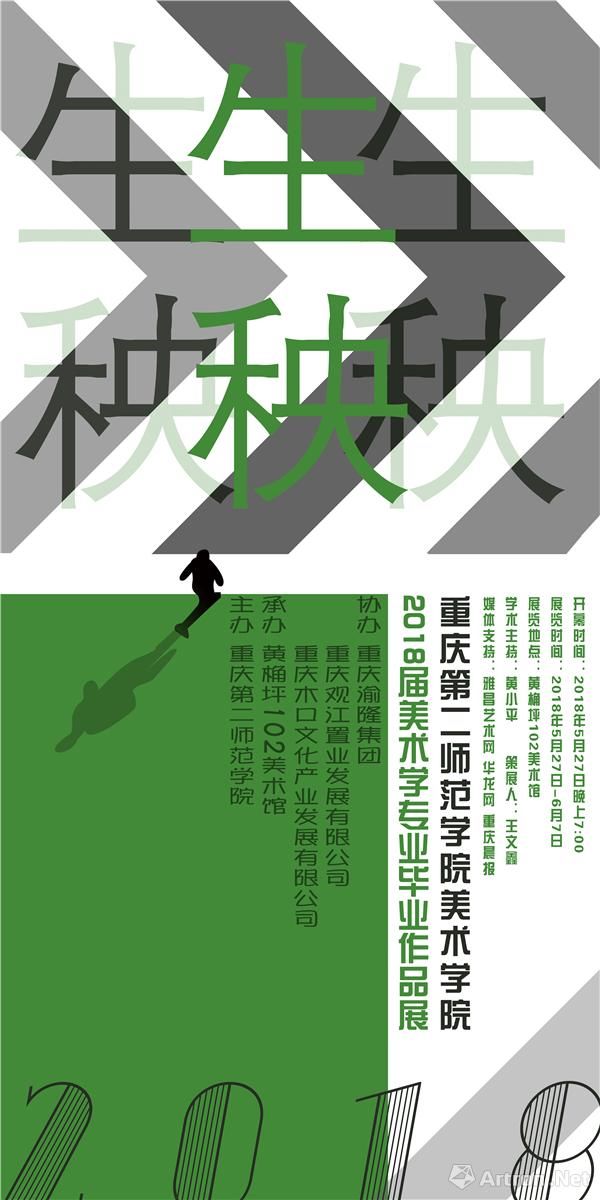 生生生
秧秧秧
开幕时间：2018年5月27日晚上7:00
展览时间：2018年5月27日-6月7日
展览地点：黄桷坪102美术馆
学术主持：黄小平 策展人：王文鑫
媒体支持：雅昌艺术网 华龙网 重庆晨报
重庆第二师范学院美术学院
2018届美术学专业毕业作品展
协办 重庆渝隆集团
重庆观江置业发展有限公司
重庆木口文化产业发展有限公司
承办 黄桷坪102美术馆
主办 重庆第二师范学院
2018
Artron.Net